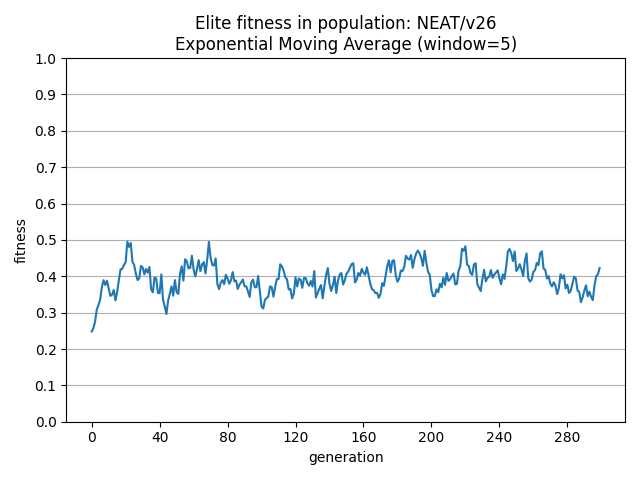 Elite fitness in population: NEAT/v26
Exponential Moving Average (window=5)
1.0
0.9
0.8
0.7
0.6
0.5
0.4
0.3
0.2
0.1
0.0
fitness
0 40 80 120 160 200 240 280
generation